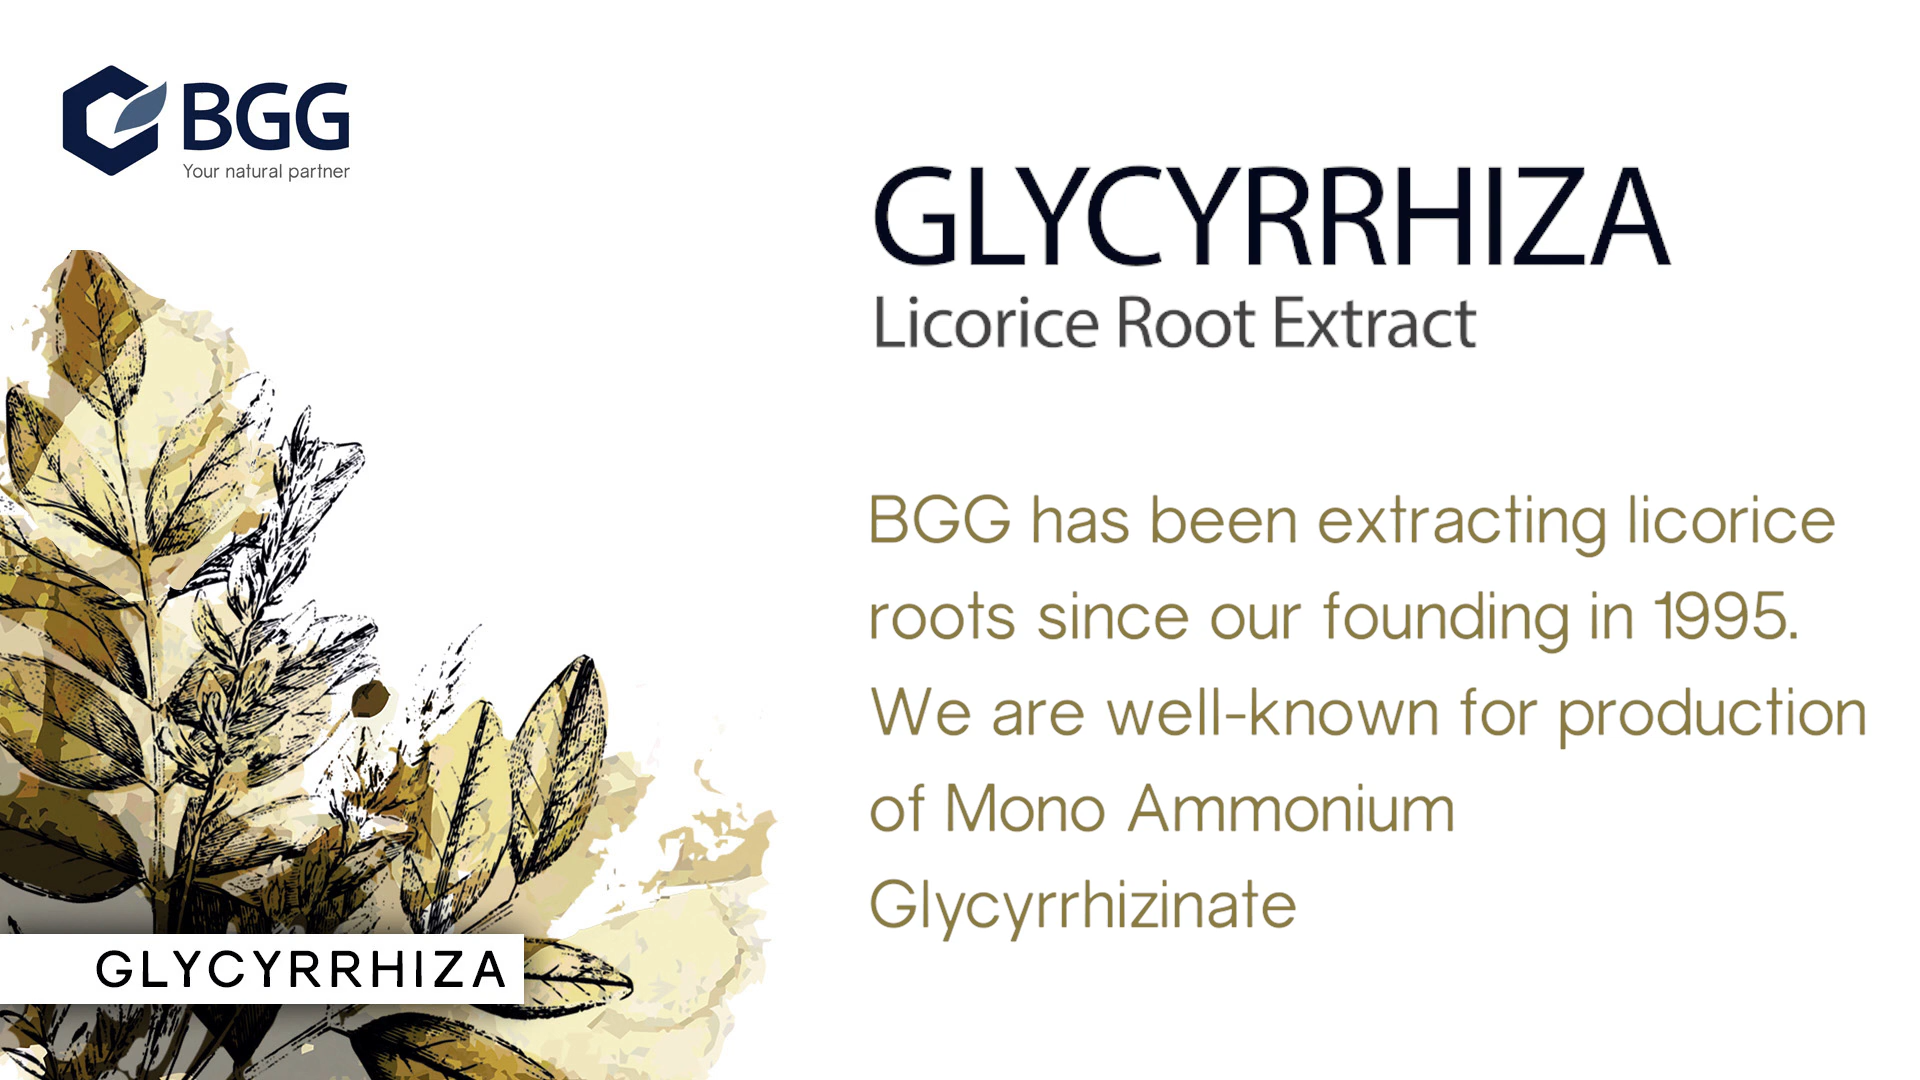 BGG
Your natural partner
GLYCYRRHIZA
Licorice Root Extract
BGG has been extracting licorice
roots since our founding in 1995.
We are well-known for production
of Mono Ammonium
Glycyrrhizinate
GLYCYRRHIZA